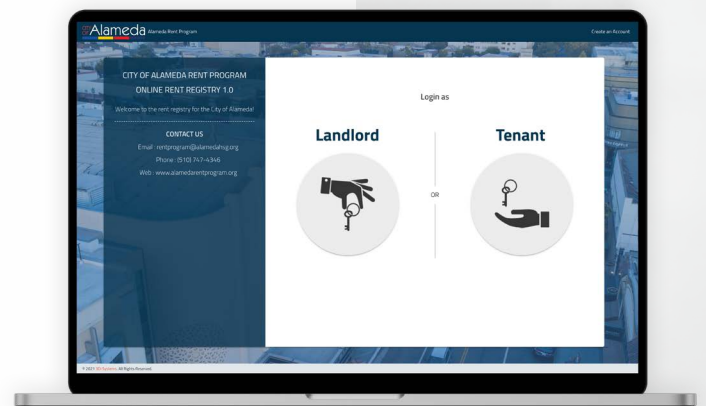 Alameda Alameda Rent Program
Create an Account
CITY OF ALAMEDA RENT PROGRAM
ONLINE RENT REGISTRY 1.0
Welcome to the rent registry for the City of Alameda!
CONTACT US
Email : rentprogram@alamedahsg.org
Phone : (510) 747-4346
Web : www.alamedarentprogram.org
Login as
Landlord
OR
Tenant
© 2021 3Di Systems. All Rights Reserved.